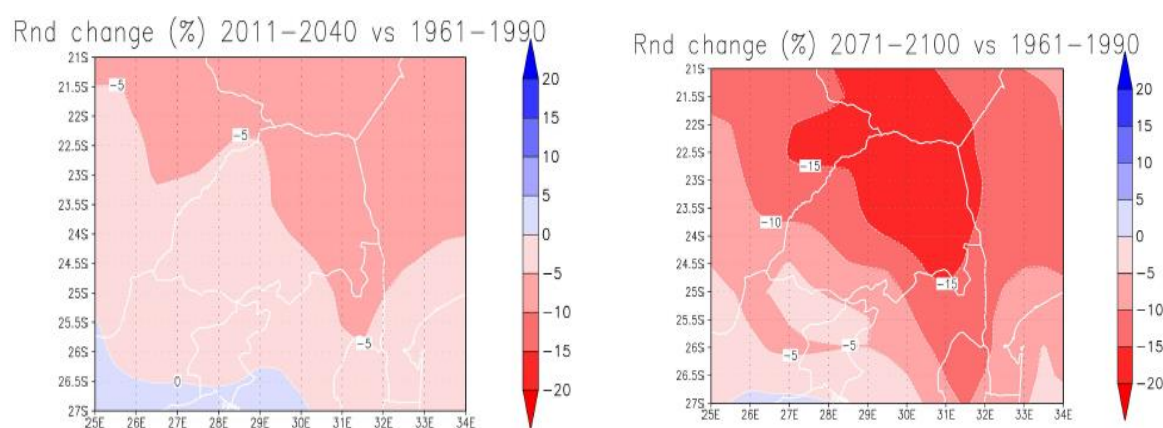 Rnd change (%) 2011-2040 vs 1961-1990
21S
21.5S
22S
22.5S
23S
23.5S
24S
24.5S
25S
25.5S
26S
26.5S
27S
25E 26E 27E 28E 29E 30E 31E 32E 33E 34E
-5
-5
-5
0
20
15
10
5
0
-5
-10
-15
-20
Rnd change (%) 2071-2100 vs 1961-1990
21S
21.5S
22S
22.5S
23S
23.5S
24S
24.5S
25S
25.5S
26S
26.5S
27S
25E 26E 27E 28E 29E 30E 31E 32E 33E 34E
-15
-10
-15
-5
-5
20
15
10
5
0
-5
-10
-15
-20